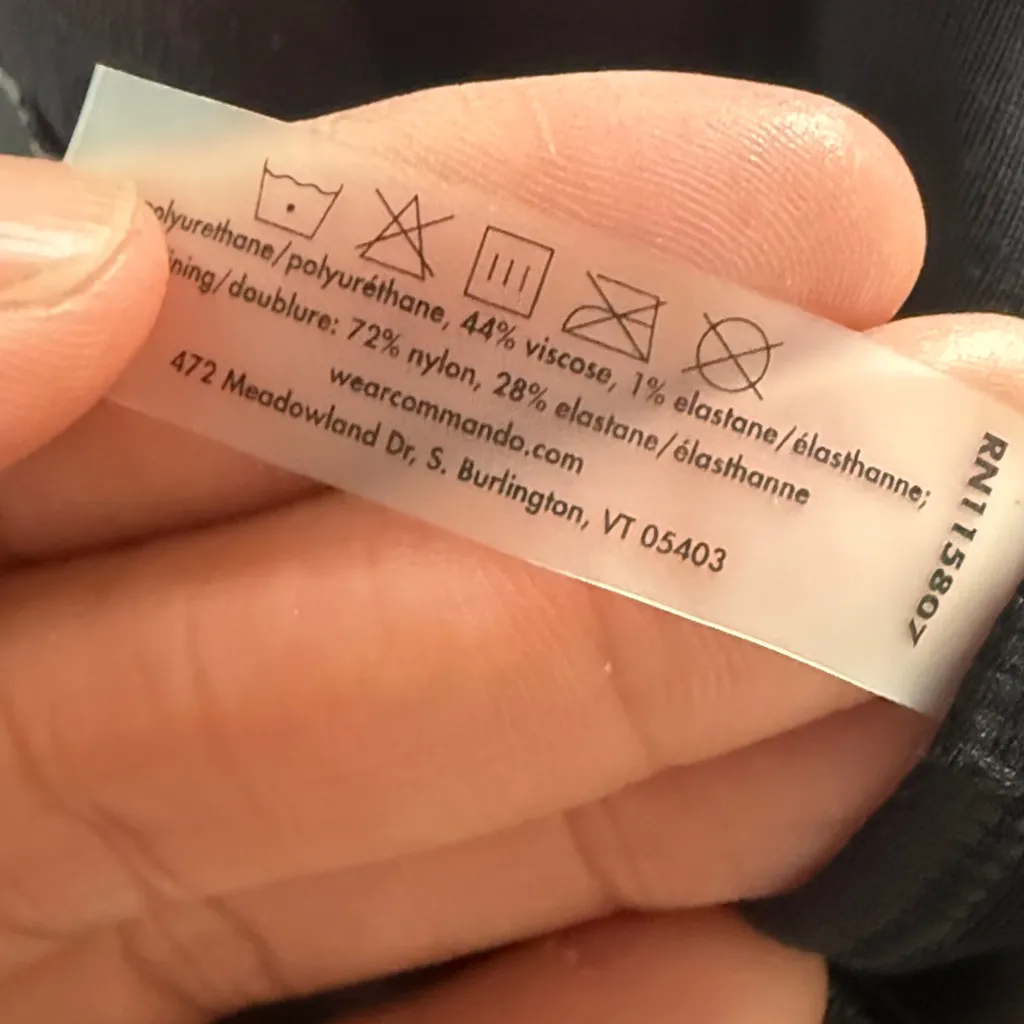 polyurethane/polyuréthane, 44% viscose, 1% elastane/élasthanne;
lining/doublure: 72% nylon, 28% elastane/élasthanne
wearcommando.com
472 Meadowland Dr, S. Burlington, VT 05403
RN115807